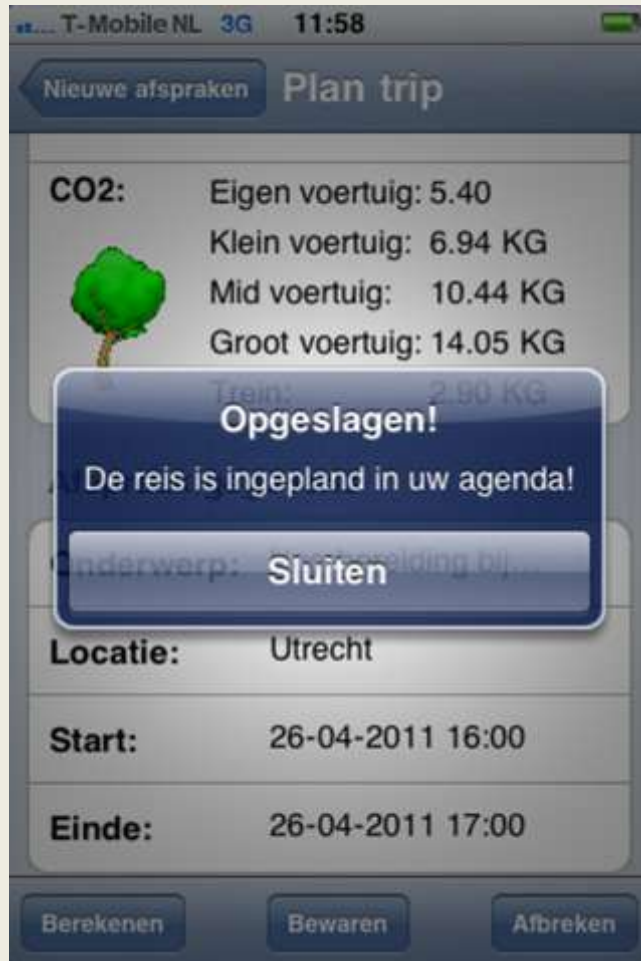 T-Mobile NL 3G 11:58
Nieuwe afspraken Plan trip
CO2: Eigen voertuig: 5.40
Klein voertuig: 6.94 KG
Mid voertuig: 10.44 KG
Groot voertuig: 14.05 KG
Trein: 2.90 KG
Opgeslagen!
De reis is ingepland in uw agenda!
Onderwerp:
Sluiten
Locatie: Utrecht
Start: 26-04-2011 16:00
Einde: 26-04-2011 17:00
Berekenen Bewaren Afbreken